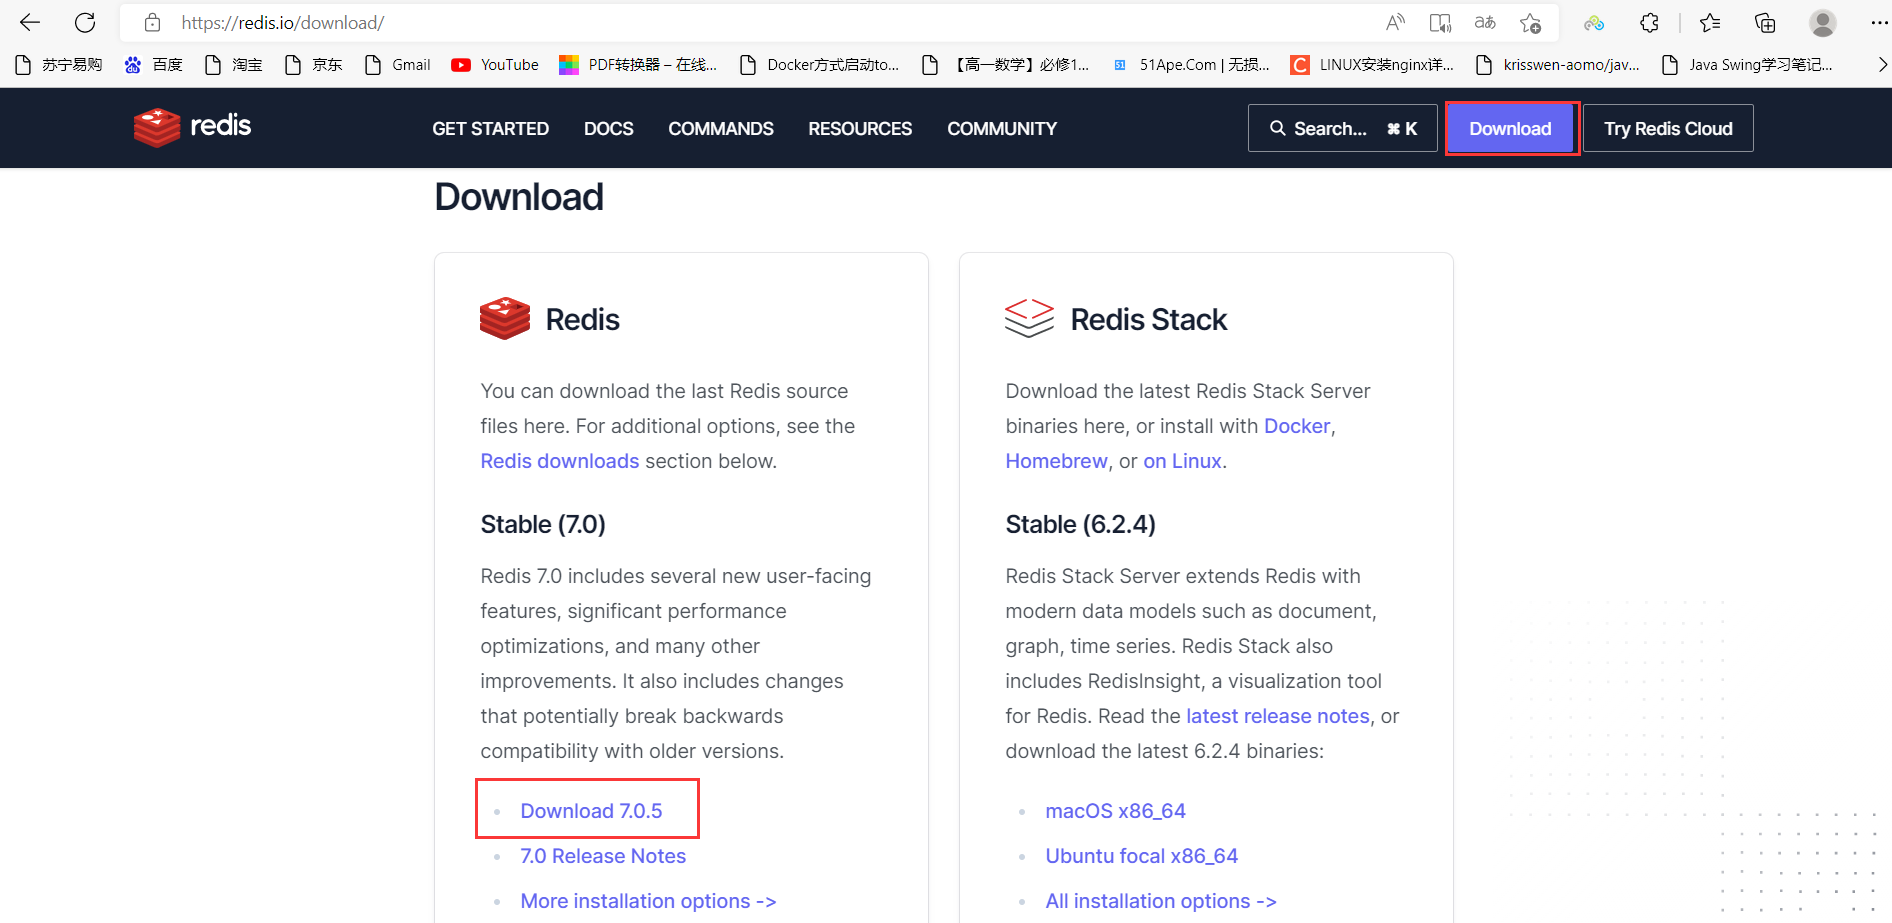 https://redis.io/download/
苏宁易购 百度 淘宝 京东 Gmail YouTube PDF转换器 – 在线... Docker方式启动to... 【高一数学】必修1... 51Ape.Com | 无损... LINUX安装nginx详... krisswen-aomo/jav... Java Swing学习笔记...
redis GET STARTED DOCS COMMANDS RESOURCES COMMUNITY Search... ⌘ K Download Try Redis Cloud
Download
Redis
You can download the last Redis source
files here. For additional options, see the
Redis downloads section below.
Stable (7.0)
Redis 7.0 includes several new user-facing
features, significant performance
optimizations, and many other
improvements. It also includes changes
that potentially break backwards
compatibility with older versions.
Download 7.0.5
7.0 Release Notes
More installation options ->
Redis Stack
Download the latest Redis Stack Server
binaries here, or install with Docker,
Homebrew, or on Linux.
Stable (6.2.4)
Redis Stack Server extends Redis with
modern data models such as document,
graph, time series. Redis Stack also
includes RedisInsight, a visualization tool
for Redis. Read the latest release notes, or
download the latest 6.2.4 binaries:
macOS x86_64
Ubuntu focal x86_64
All installation options ->